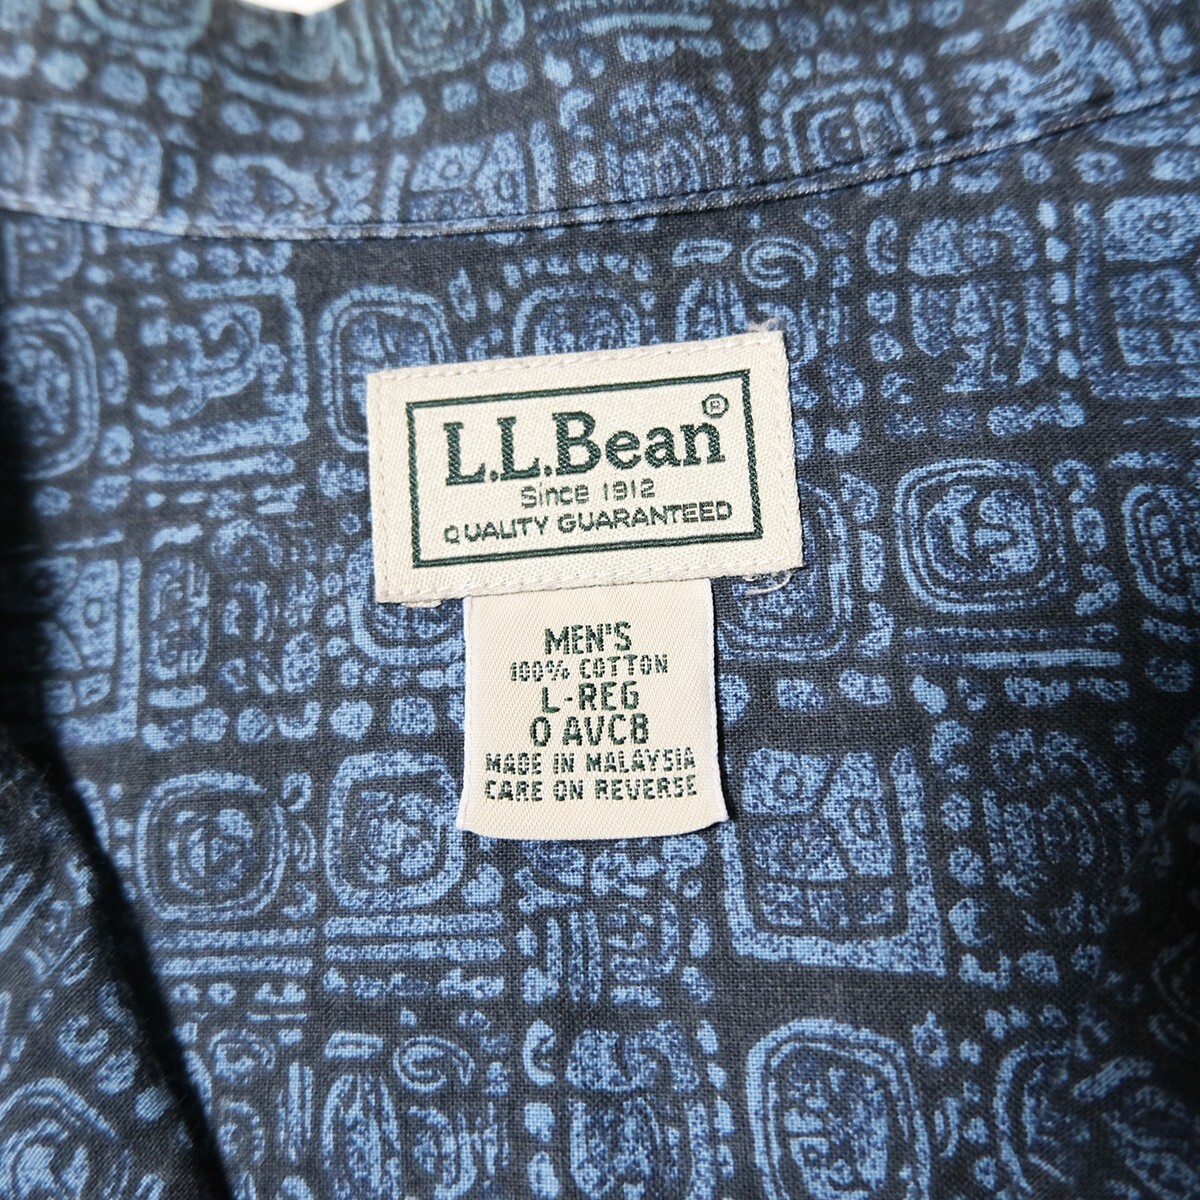 L.L.Bean®
Since 1912
QUALITY GUARANTEED
MEN'S
100% COTTON
L-REG
0 AVCB
MADE IN MALAYSIA
CARE ON REVERSE